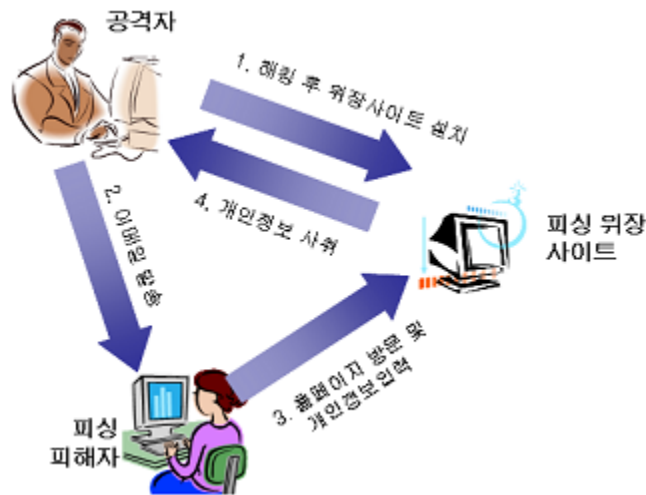 공격자
1. 해킹 후 위장사이트 설치
4. 개인정보 사취
2. 이메일 발송
피싱 위장
사이트
3. 홈페이지 방문 및
개인정보입력
피싱
피해자